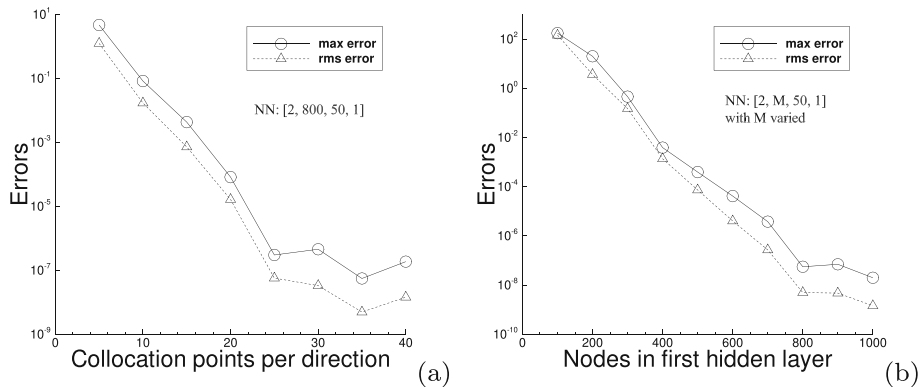 10^1
10^-1
10^-3
10^-5
10^-7
10^-9
Errors
max error
rms error
NN: [2, 800, 50, 1]
0 10 20 30 40
Collocation points per direction
(a)
10^2
10^0
10^-2
10^-4
10^-6
10^-8
10^-10
Errors
max error
rms error
NN: [2, M, 50, 1]
with M varied
0 200 400 600 800 1000
Nodes in first hidden layer
(b)